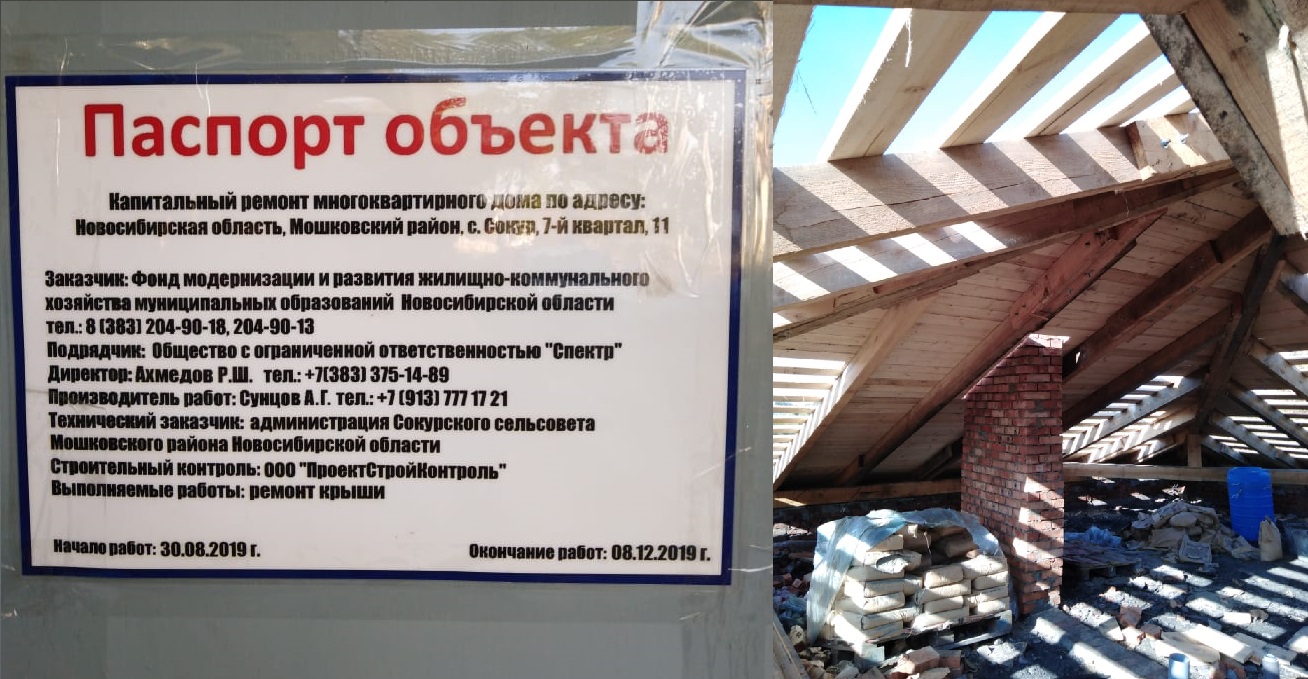 Паспорт объекта
Капитальный ремонт многоквартирного дома по адресу:
Новосибирская область, Мошковский район, с. Сокур, 7-й квартал, 11
Заказчик: Фонд модернизации и развития жилищно-коммунального
хозяйства муниципальных образований Новосибирской области
тел.: 8 (383) 204-90-18, 204-90-13
Подрядчик: Общество с ограниченной ответственностью "Спектр"
Директор: Ахмедов Р.Ш. тел.: +7(383) 375-14-89
Производитель работ: Сунцов А.Г. тел.: +7 (913) 777 17 21
Технический заказчик: администрация Сокурского сельсовета
Мошковского района Новосибирской области
Строительный контроль: ООО "ПроектСтройКонтроль"
Выполняемые работы: ремонт крыши
Начало работ: 30.08.2019 г.
Окончание работ: 08.12.2019 г.